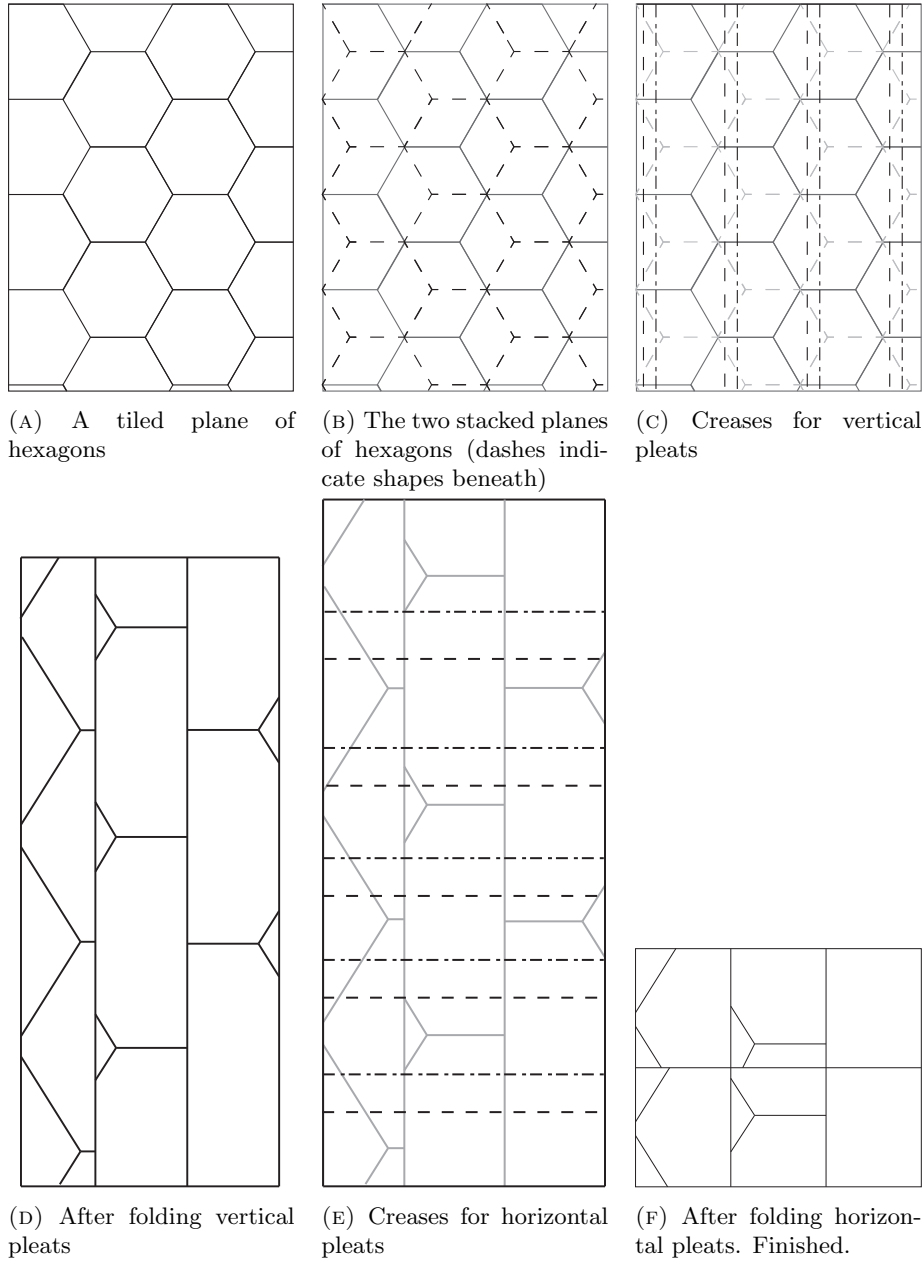 (A) A tiled plane of
hexagons
(B) The two stacked planes
of hexagons (dashes indi-
cate shapes beneath)
(C) Creases for vertical
pleats
(D) After folding vertical
pleats
(E) Creases for horizontal
pleats
(F) After folding horizon-
tal pleats. Finished.